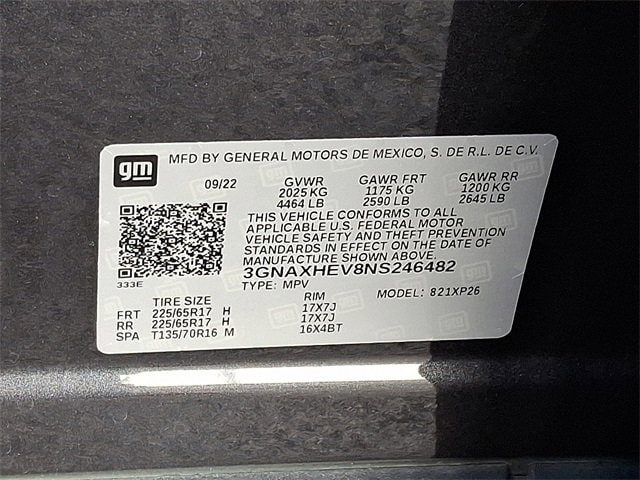 gm MFD BY GENERAL MOTORS DE MEXICO, S. DE R.L. DE C.V.
09/22 GVWR GAWR FRT GAWR RR
2025 KG 1175 KG 1200 KG
4464 LB 2590 LB 2645 LB
THIS VEHICLE CONFORMS TO ALL
APPLICABLE U.S. FEDERAL MOTOR
VEHICLE SAFETY AND THEFT PREVENTION
STANDARDS IN EFFECT ON THE DATE OF
MANUFACTURE SHOWN ABOVE.
333E 3GNAXHEV8NS246482
TYPE: MPV MODEL: 821XP26
TIRE SIZE RIM
FRT 225/65R17 H 17X7J
RR 225/65R17 H 17X7J
SPA T135/70R16 M 16X4BT